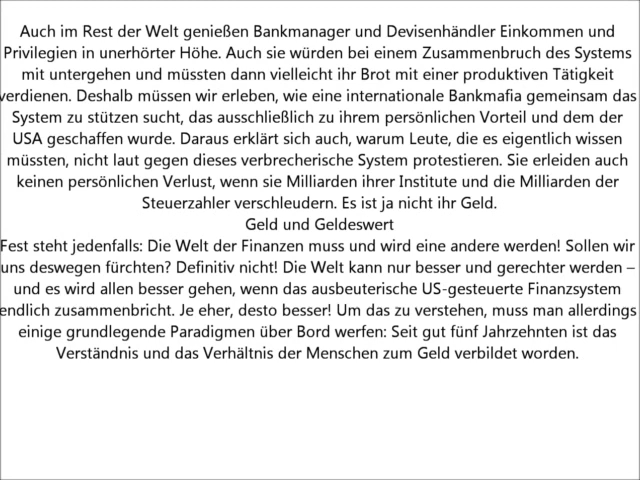 Auch im Rest der Welt genießen Bankmanager und Devisenhändler Einkommen und
Privilegien in unerhörter Höhe. Auch sie würden bei einem Zusammenbruch des Systems
mit untergehen und müssten dann vielleicht ihr Brot mit einer produktiven Tätigkeit
verdienen. Deshalb müssen wir erleben, wie eine internationale Bankmafia gemeinsam das
System zu stützen sucht, das ausschließlich zu ihrem persönlichen Vorteil und dem der
USA geschaffen wurde. Daraus erklärt sich auch, warum Leute, die es eigentlich wissen
müssten, nicht laut gegen dieses verbrecherische System protestieren. Sie erleiden auch
keinen persönlichen Verlust, wenn sie Milliarden ihrer Institute und die Milliarden der
Steuerzahler verschleudern. Es ist ja nicht ihr Geld.
Geld und Geldeswert
Fest steht jedenfalls: Die Welt der Finanzen muss und wird eine andere werden! Sollen wir
uns deswegen fürchten? Definitiv nicht! Die Welt kann nur besser und gerechter werden –
und es wird allen besser gehen, wenn das ausbeuterische US-gesteuerte Finanzsystem
endlich zusammenbricht. Je eher, desto besser! Um das zu verstehen, muss man allerdings
einige grundlegende Paradigmen über Bord werfen: Seit gut fünf Jahrzehnten ist das
Verständnis und das Verhältnis der Menschen zum Geld verbildet worden.